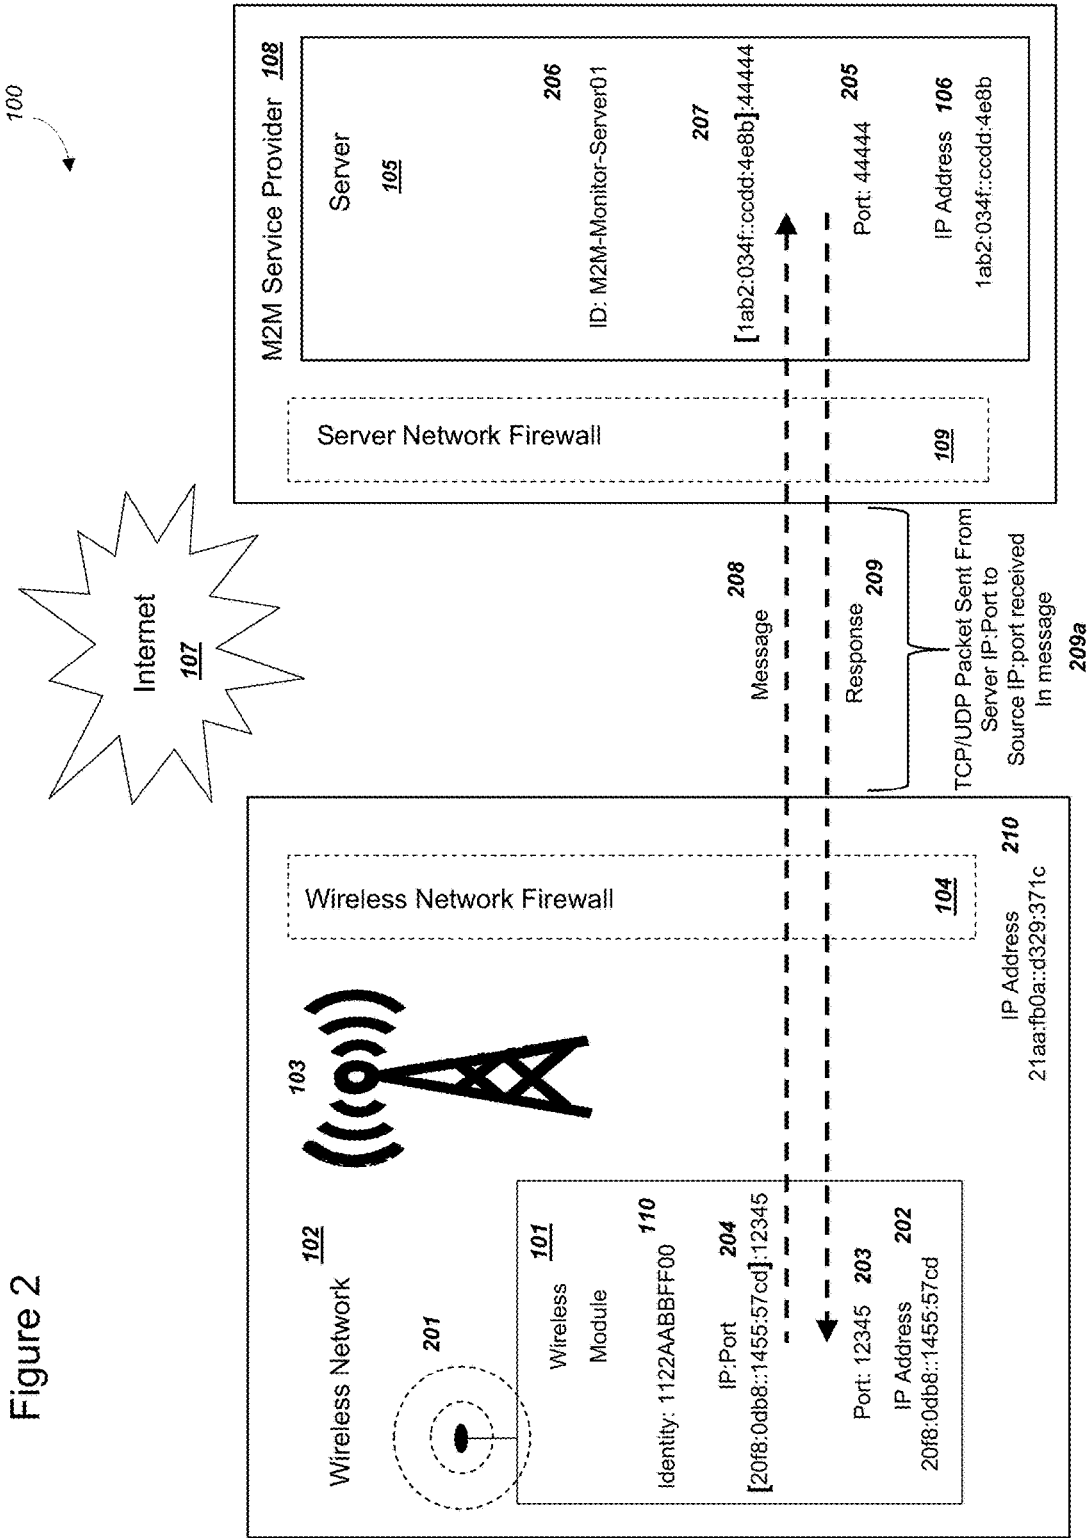 Figure 2
100
Wireless Network
102
201
103
Wireless
Module
101
Identity: 1122AABBFF00
110
IP:Port
204
[20f8:0db8::1455:57cd]:12345
Port: 12345
203
IP Address
202
20f8:0db8::1455:57cd
Wireless Network Firewall
104
IP Address
210
21aa:fb0a::d329:371c
Internet
107
Message
208
Response
209
TCP/UDP Packet Sent From
Server IP:Port to
Source IP:port received
In message
209a
M2M Service Provider 108
Server Network Firewall
109
Server
105
206
ID: M2M-Monitor-Server01
207
[1ab2:034f::ccdd:4e8b]:44444
Port: 44444
205
IP Address
106
1ab2:034f::ccdd:4e8b